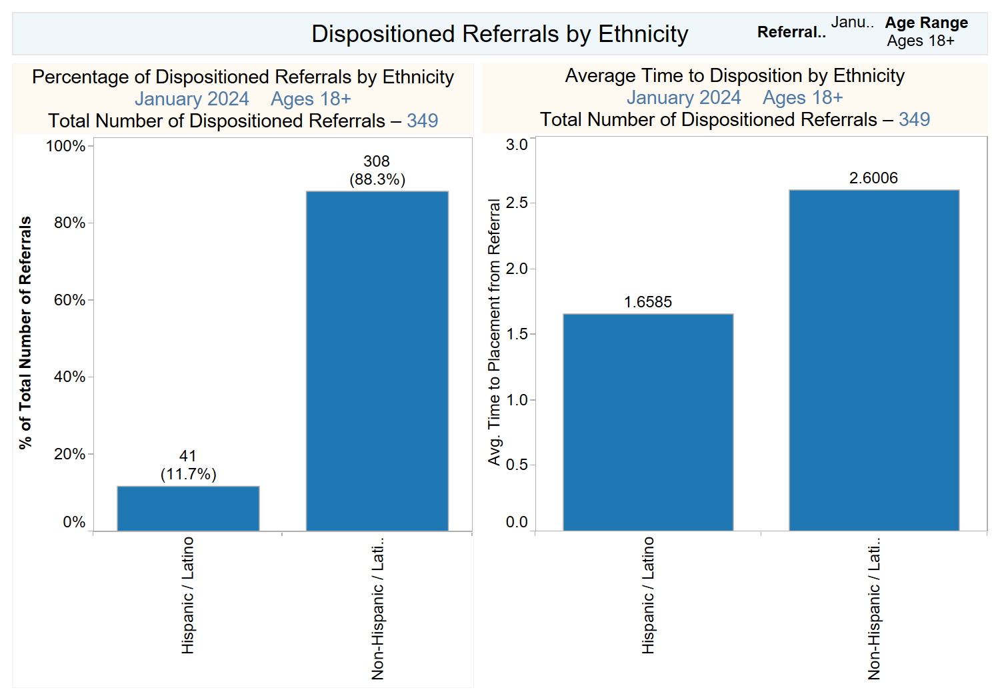 Dispositioned Referrals by Ethnicity
Referral..
Janu..
Age Range
Ages 18+
Percentage of Dispositioned Referrals by Ethnicity
January 2024 Ages 18+
Total Number of Dispositioned Referrals – 349
% of Total Number of Referrals
100%
80%
60%
40%
20%
0%
308
(88.3%)
41
(11.7%)
Hispanic / Latino
Non-Hispanic / Lati..
Average Time to Disposition by Ethnicity
January 2024 Ages 18+
Total Number of Dispositioned Referrals – 349
Avg. Time to Placement from Referral
3.0
2.5
2.0
1.5
1.0
0.5
0.0
2.6006
1.6585
Hispanic / Latino
Non-Hispanic / Lati..